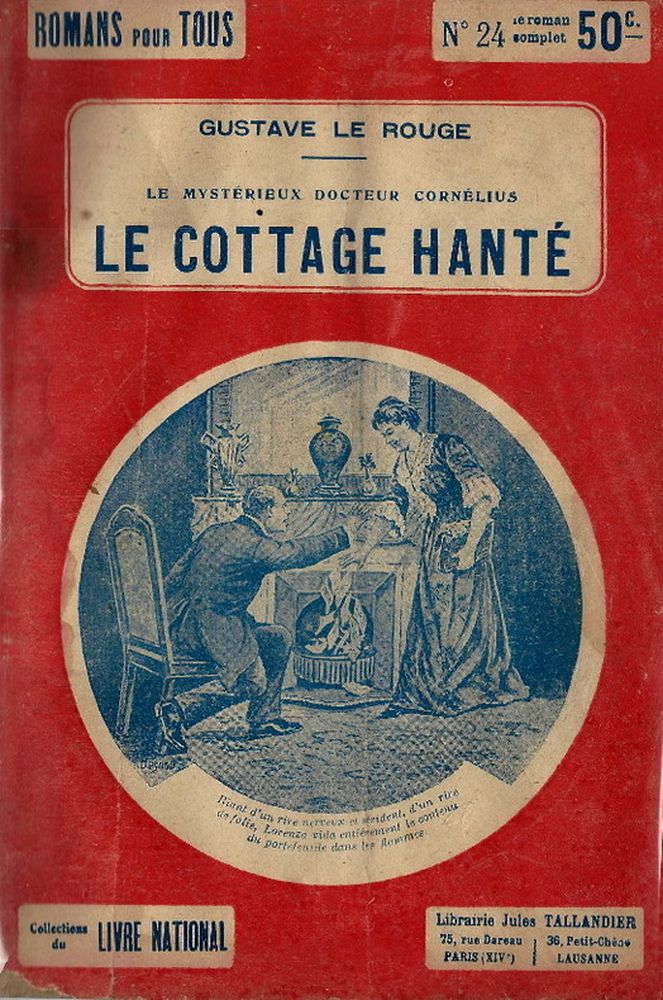 ROMANS POUR TOUS
N° 24 le roman complet 50 c.
GUSTAVE LE ROUGE
LE MYSTÉRIEUX DOCTEUR CORNÉLIUS
LE COTTAGE HANTÉ
Riant d'un rire nerveux et strident, d'un rire
de folie, Lorenza vida entièrement le contenu
du portefeuille dans les flammes.
Collections du LIVRE NATIONAL
Librairie Jules TALLANDIER
75, rue Dareau
PARIS (XIVe)
36, Petit-Chêne
LAUSANNE